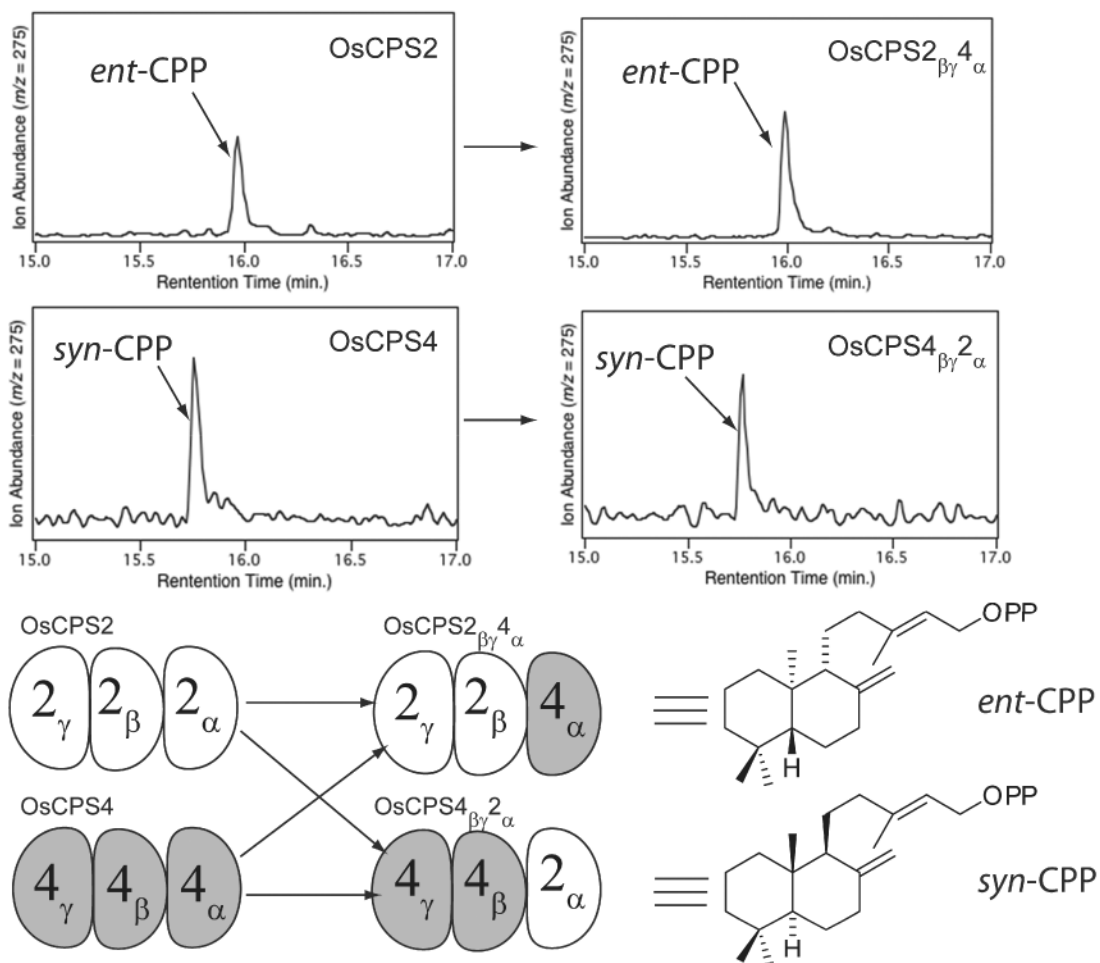 OsCPS2
ent-CPP
Ion Abundance (m/z = 275)
15.0 15.5 16.0 16.5 17.0
Rentention Time (min.)
OsCPS2βγ4α
ent-CPP
Ion Abundance (m/z = 275)
15.0 15.5 16.0 16.5 17.0
Rentention Time (min.)
OsCPS4
syn-CPP
Ion Abundance (m/z = 275)
15.0 15.5 16.0 16.5 17.0
Rentention Time (min.)
OsCPS4βγ2α
syn-CPP
Ion Abundance (m/z = 275)
15.0 15.5 16.0 16.5 17.0
Rentention Time (min.)
OsCPS2
2γ 2β 2α
OsCPS2βγ4α
2γ 2β 4α
OPP
H
ent-CPP
OsCPS4
4γ 4β 4α
OsCPS4βγ2α
4γ 4β 2α
OPP
H
syn-CPP